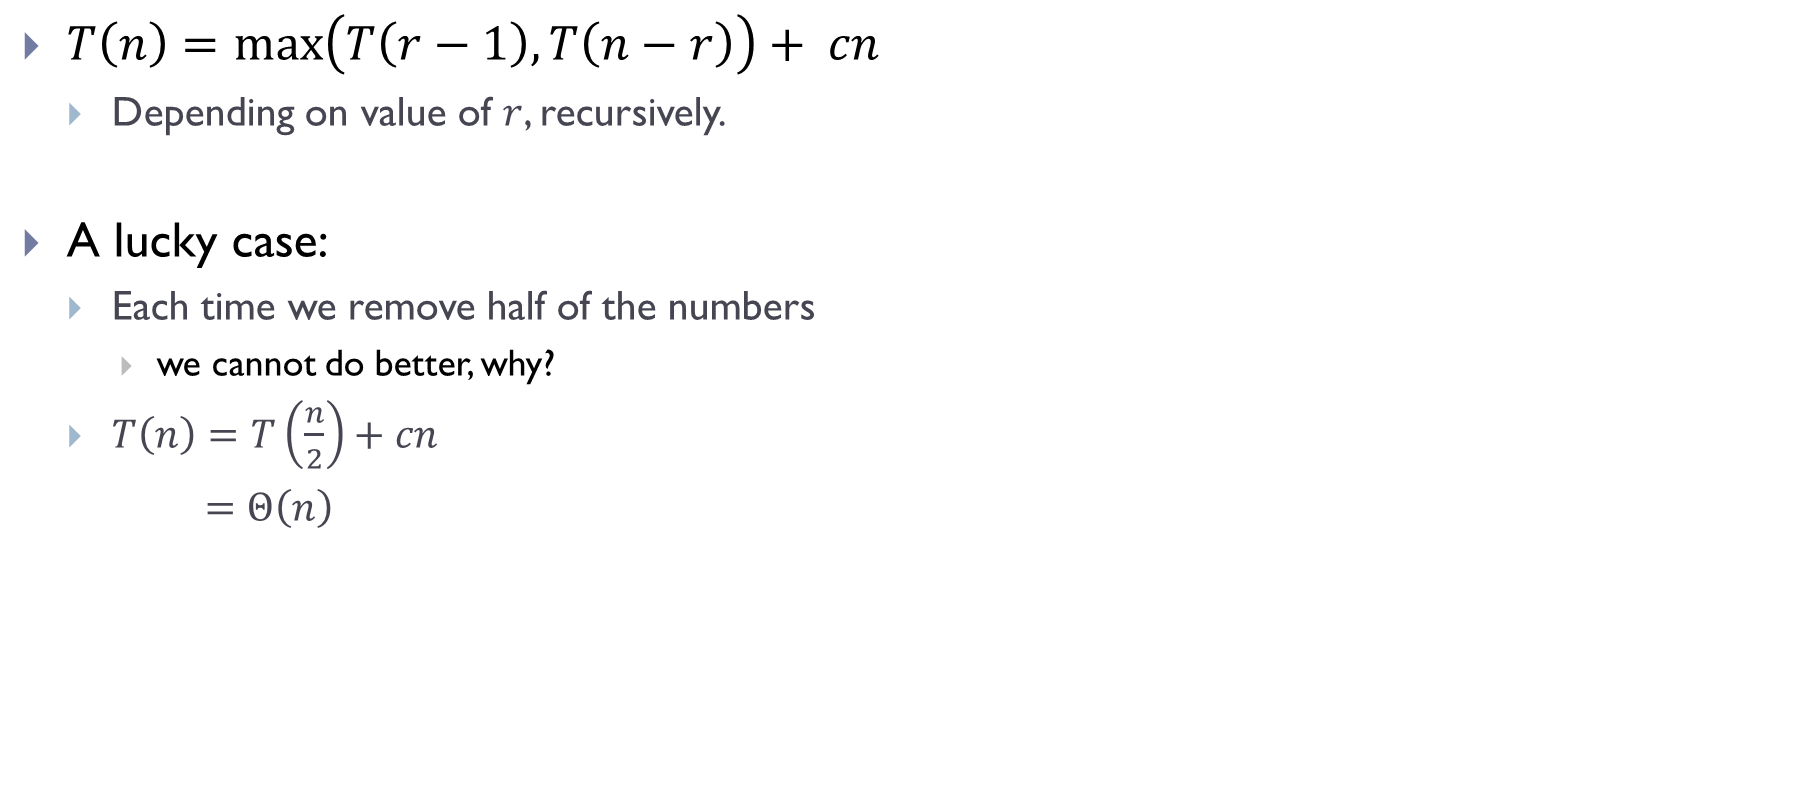 T(n) = max(T(r − 1), T(n − r)) + cn
Depending on value of r, recursively.
A lucky case:
Each time we remove half of the numbers
we cannot do better, why?
T(n) = T(n/2) + cn
= Θ(n)